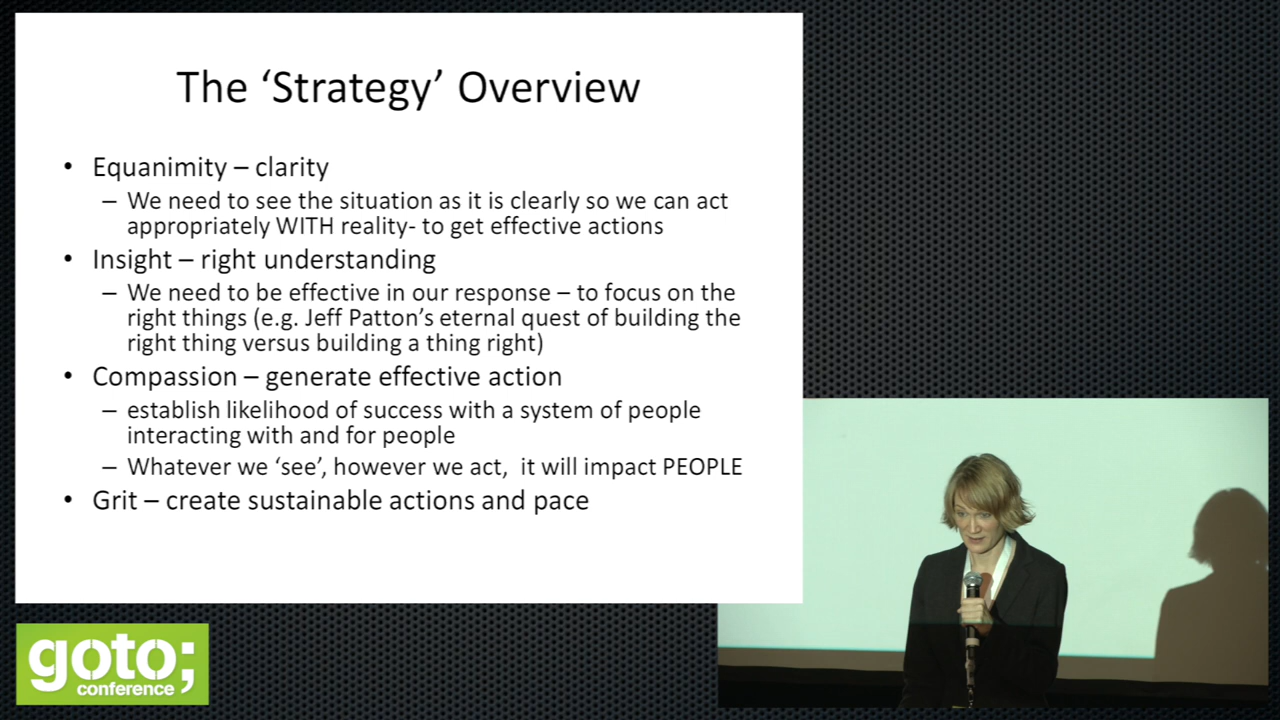 The ‘Strategy’ Overview
• Equanimity – clarity
– We need to see the situation as it is clearly so we can act
appropriately WITH reality- to get effective actions
• Insight – right understanding
– We need to be effective in our response – to focus on the
right things (e.g. Jeff Patton’s eternal quest of building the
right thing versus building a thing right)
• Compassion – generate effective action
– establish likelihood of success with a system of people
interacting with and for people
– Whatever we ‘see’, however we act,  it will impact PEOPLE
• Grit – create sustainable actions and pace
goto;
conference